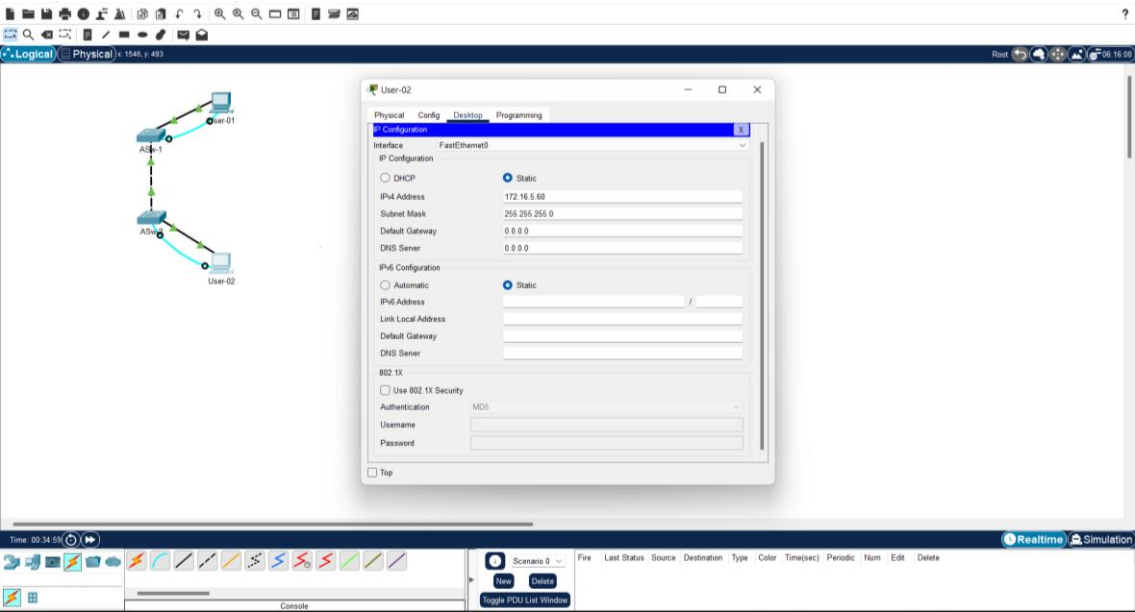 ?
Logical
Physical x: 1546, y: 493
Root
06:16:00
User-02
Physical Config Desktop Programming
IP Configuration
X
Interface FastEthernet0
IP Configuration
DHCP
Static
IPv4 Address 172.16.5.60
Subnet Mask 255.255.255.0
Default Gateway 0.0.0.0
DNS Server 0.0.0.0
IPv6 Configuration
Automatic
Static
IPv6 Address /
Link Local Address
Default Gateway
DNS Server
802.1X
Use 802.1X Security
Authentication MD5
Username
Password
Top
ser-01
ASw-1
ASw-
User-02
Time: 00:34:59
Realtime
Simulation
Scenario 0
New
Delete
Toggle PDU List Window
Fire Last Status Source Destination Type Color Time(sec) Periodic Num Edit Delete
Console